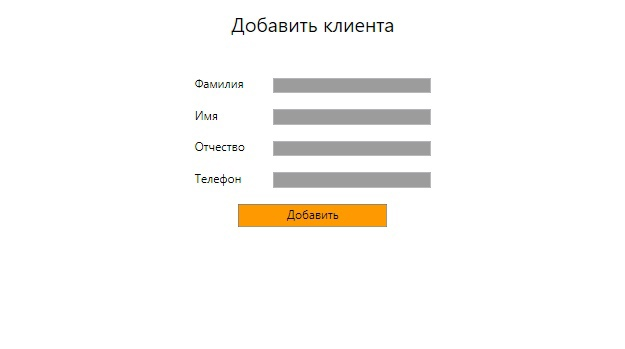 Добавить клиента
Фамилия
Имя
Отчество
Телефон
Добавить